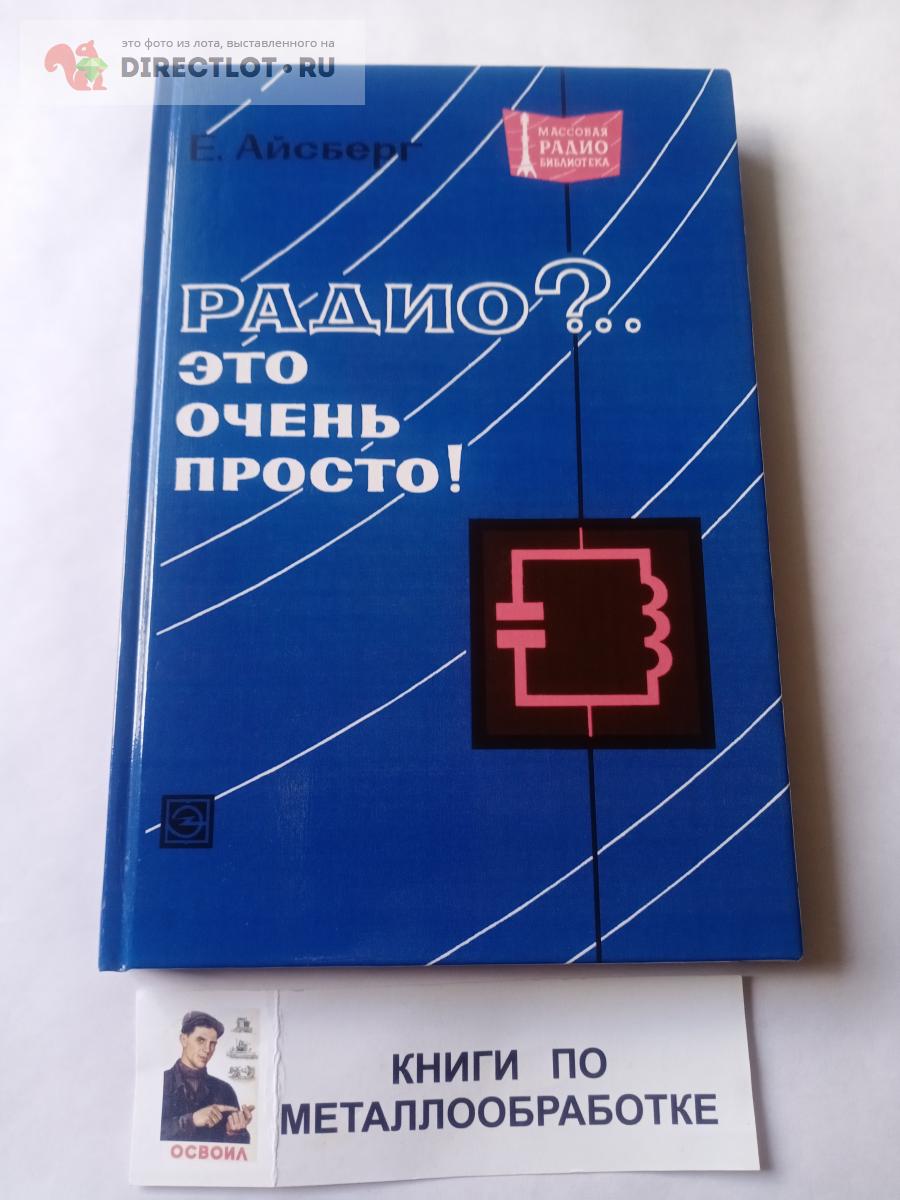 это фото из лота, выставленного на
DIRECTLOT.RU
Е. Айсберг
МАССОВАЯ
РАДИО
БИБЛИОТЕКА
РАДИО?..
ЭТО
ОЧЕНЬ
ПРОСТО!
КНИГИ ПО
МЕТАЛЛООБРАБОТКЕ
ОСВОИЛ